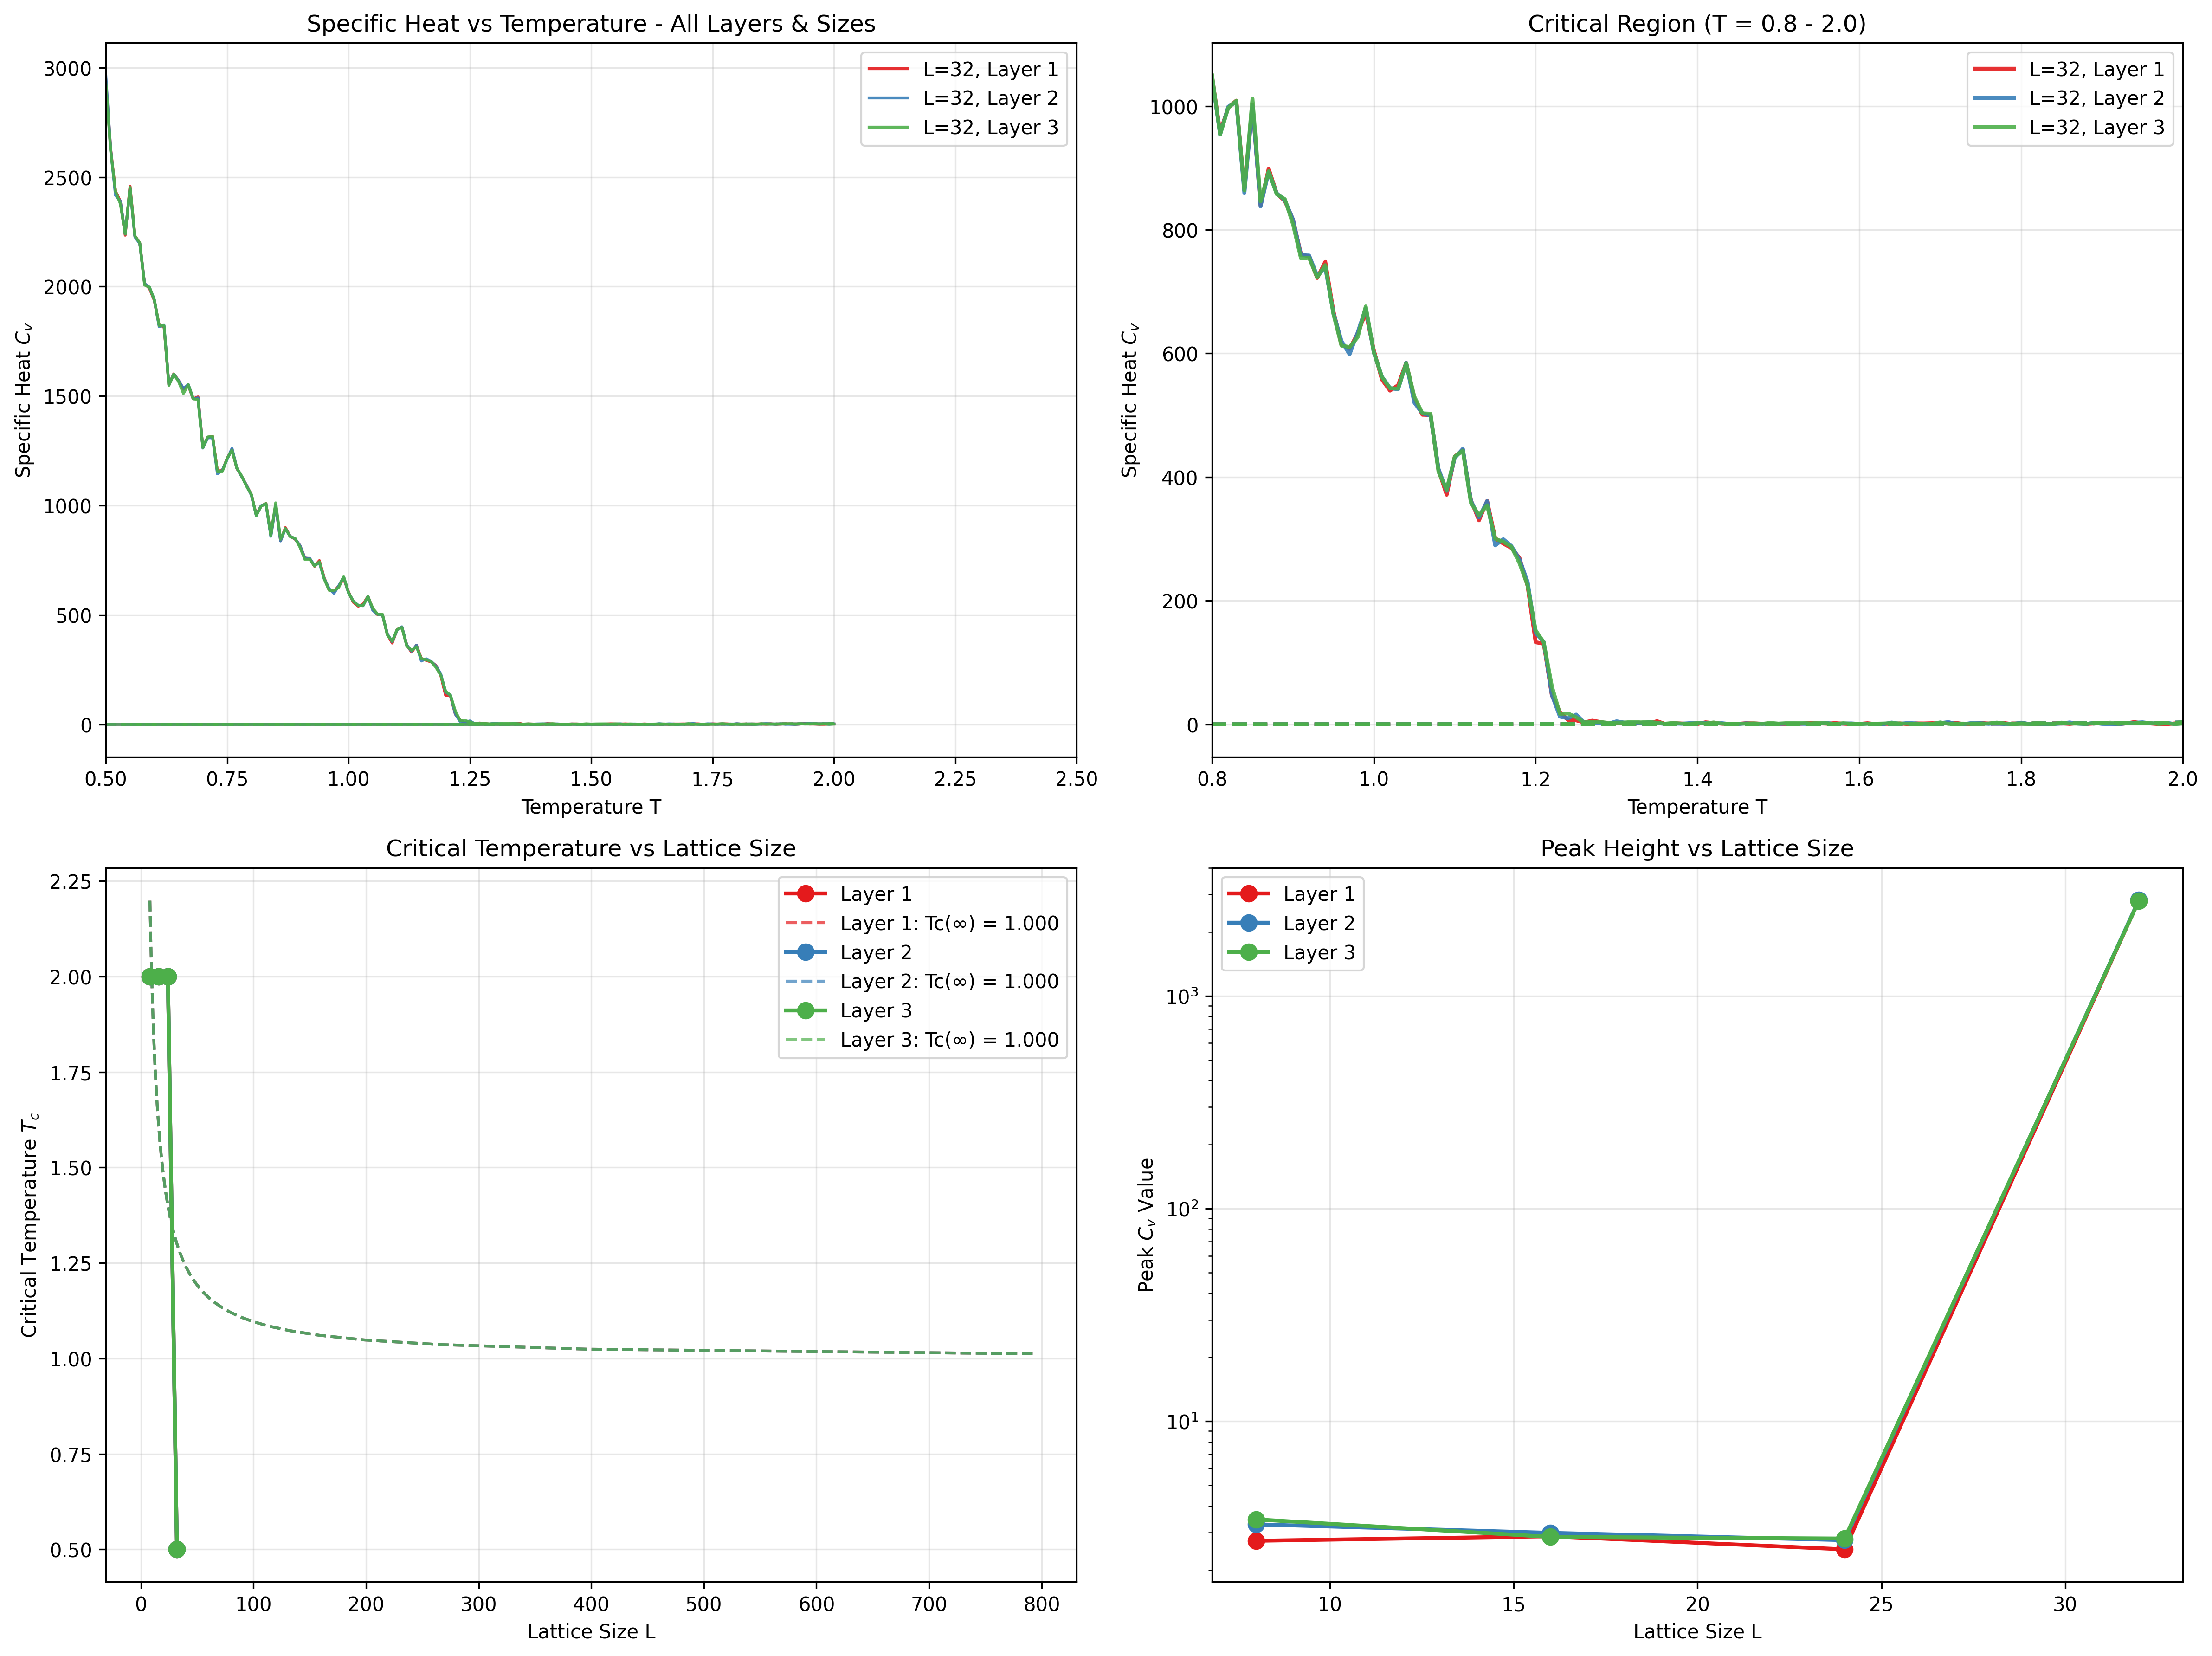 Specific Heat vs Temperature - All Layers & Sizes
3000
2500
2000
1500
1000
500
0
Specific Heat $C_v$
L=32, Layer 1
L=32, Layer 2
L=32, Layer 3
0.50 0.75 1.00 1.25 1.50 1.75 2.00 2.25 2.50
Temperature T
Critical Region (T = 0.8 - 2.0)
1000
800
600
400
200
0
Specific Heat $C_v$
L=32, Layer 1
L=32, Layer 2
L=32, Layer 3
0.8 1.0 1.2 1.4 1.6 1.8 2.0
Temperature T
Critical Temperature vs Lattice Size
2.25
2.00
1.75
1.50
1.25
1.00
0.75
0.50
Critical Temperature $T_c$
Layer 1
Layer 1: Tc(∞) = 1.000
Layer 2
Layer 2: Tc(∞) = 1.000
Layer 3
Layer 3: Tc(∞) = 1.000
0 100 200 300 400 500 600 700 800
Lattice Size L
Peak Height vs Lattice Size
10³
10²
10¹
Peak $C_v$ Value
Layer 1
Layer 2
Layer 3
10 15 20 25 30
Lattice Size L